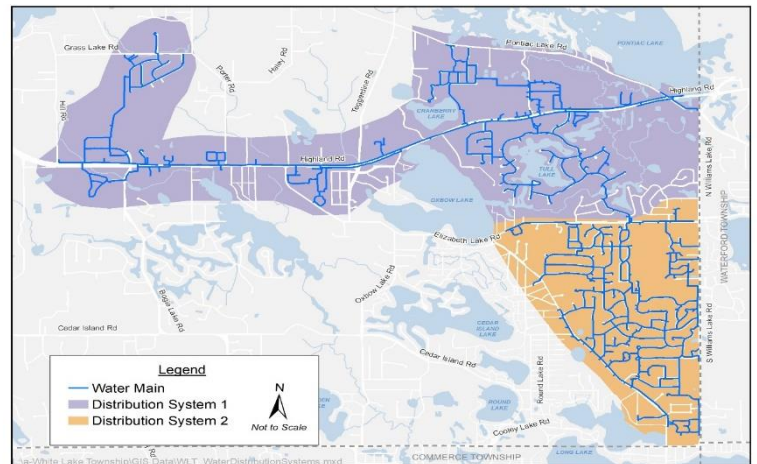 Grass Lake Rd
Porter Rd
Haley Rd
Teggerdine Rd
Pontiac Lake Rd
PONTIAC LAKE
Highland Rd
Hill Rd
CRANBERRY
LAKE
Highland Rd
TULL
LAKE
N Williams Lake Rd
OXBOW LAKE
Elizabeth Lake Rd
WATERFORD TOWNSHIP
Oxbow Lake Rd
Bogie Lake Rd
Cedar Island Rd
CEDAR
ISLAND
LAKE
S Williams Lake Rd
Cedar Island Rd
Round Lake Rd
ROUND
LAKE
Cooley Lake Rd
LONG LAKE
COMMERCE TOWNSHIP
Legend
Water Main
Distribution System 1
Distribution System 2
N
Not to Scale
Rd
a-White Lake Township\GIS Data\WLT_WaterDistributionSystems.mxd